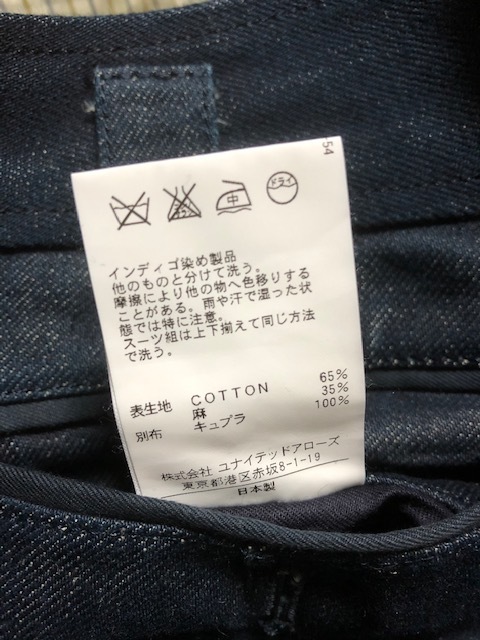 54
中 ドライ
インディゴ染め製品
他のものと分けて洗う。
摩擦により他の物へ色移りする
ことがある。雨や汗で湿った状
態では特に注意。
スーツ組は上下揃えて同じ方法
で洗う。
表生地 COTTON 65%
麻 35%
別布 キュプラ 100%
株式会社 ユナイテッドアローズ
東京都港区赤坂8-1-19
日本製